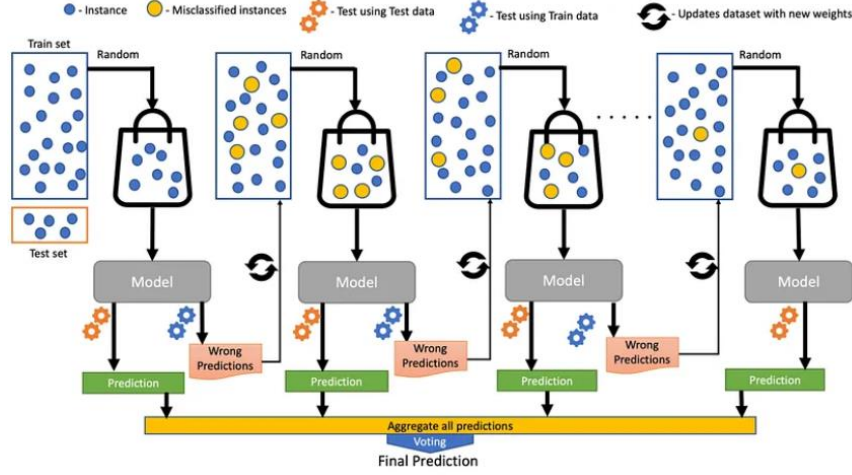 - Instance
- Misclassified instances
- Test using Test data
- Test using Train data
- Updates dataset with new weights
Train set
Random
Random
Random
Random
Test set
Model
Model
Model
Model
Wrong
Predictions
Wrong
Predictions
Wrong
Predictions
Prediction
Prediction
Prediction
Prediction
Aggregate all predictions
Voting
Final Prediction